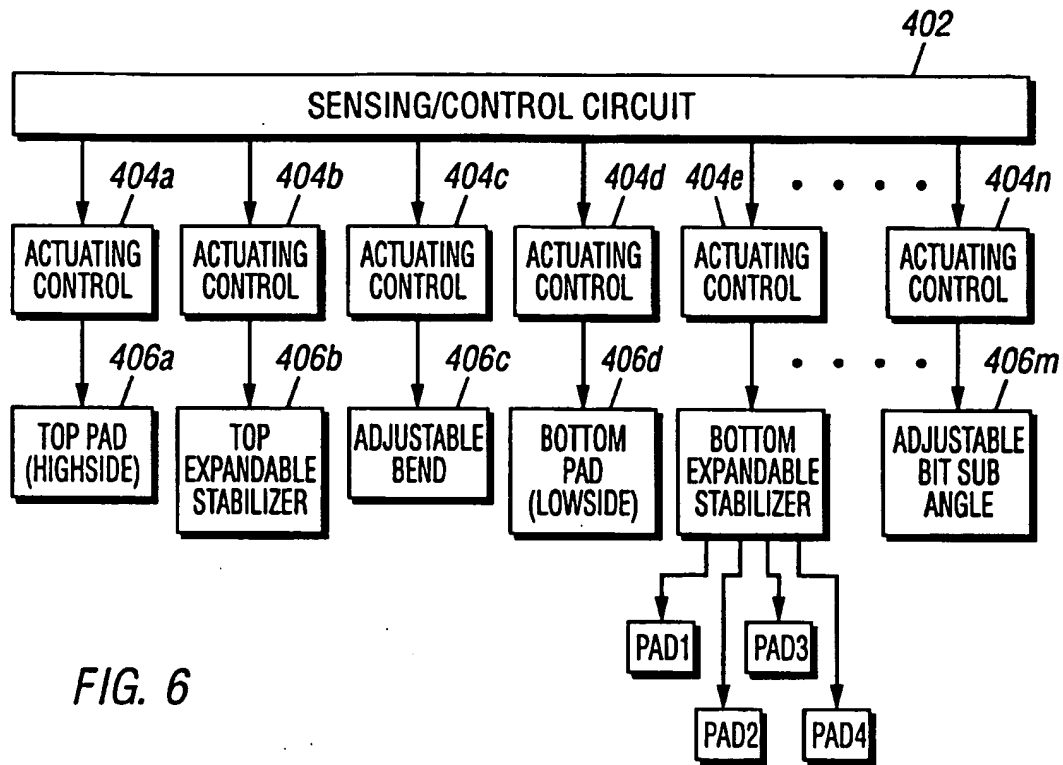 402
SENSING/CONTROL CIRCUIT
404a
404b
404c
404d
404e
404n
ACTUATING
CONTROL
ACTUATING
CONTROL
ACTUATING
CONTROL
ACTUATING
CONTROL
ACTUATING
CONTROL
ACTUATING
CONTROL
406a
406b
406c
406d
406m
TOP PAD
(HIGHSIDE)
TOP
EXPANDABLE
STABILIZER
ADJUSTABLE
BEND
BOTTOM
PAD
(LOWSIDE)
BOTTOM
EXPANDABLE
STABILIZER
ADJUSTABLE
BIT SUB
ANGLE
PAD1
PAD3
PAD2
PAD4
FIG. 6